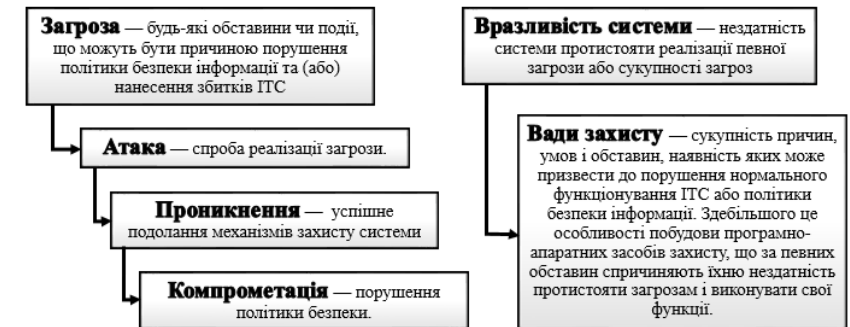 Загроза — будь-які обставини чи події,
що можуть бути причиною порушення
політики безпеки інформації та (або)
нанесення збитків ІТС
Атака — спроба реалізації загрози.
Проникнення — успішне
подолання механізмів захисту системи
Компрометація — порушення
політики безпеки.
Вразливість системи — нездатність
системи протистояти реалізації певної
загрози або сукупності загроз
Вади захисту — сукупність причин,
умов і обставин, наявність яких може
призвести до порушення нормального
функціонування ІТС або політики
безпеки інформації. Здебільшого це
особливості побудови програмно-
апаратних засобів захисту, що за певних
обставин спричиняють їхню нездатність
протистояти загрозам і виконувати свої
функції.